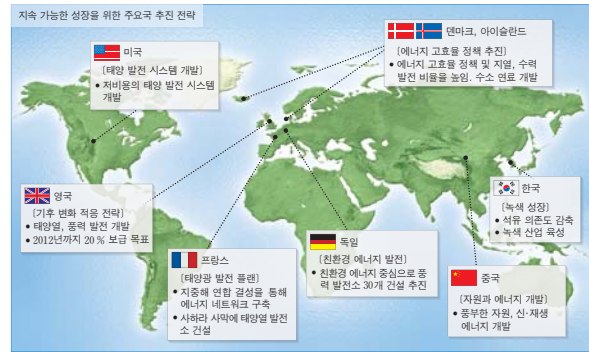 지속 가능한 성장을 위한 주요국 추진 전략
미국
[태양 발전 시스템 개발]
• 저비용의 태양 발전 시스템
개발
덴마크, 아이슬란드
[에너지 고효율 정책 추진]
• 에너지 고효율 정책 및 지열, 수력
발전 비율을 높임. 수소 연료 개발
영국
[기후 변화 적응 전략]
• 태양열, 풍력 발전 개발
• 2012년까지 20 % 보급 목표
프랑스
[태양광 발전 플랜]
• 지중해 연합 결성을 통해
에너지 네트워크 구축
• 사하라 사막에 태양열 발전
소 건설
독일
[친환경 에너지 발전]
• 친환경 에너지 중심으로 풍
력 발전소 30개 건설 추진
한국
[녹색 성장]
• 석유 의존도 감축
• 녹색 산업 육성
중국
[자원과 에너지 개발]
• 풍부한 자원, 신·재생
에너지 개발